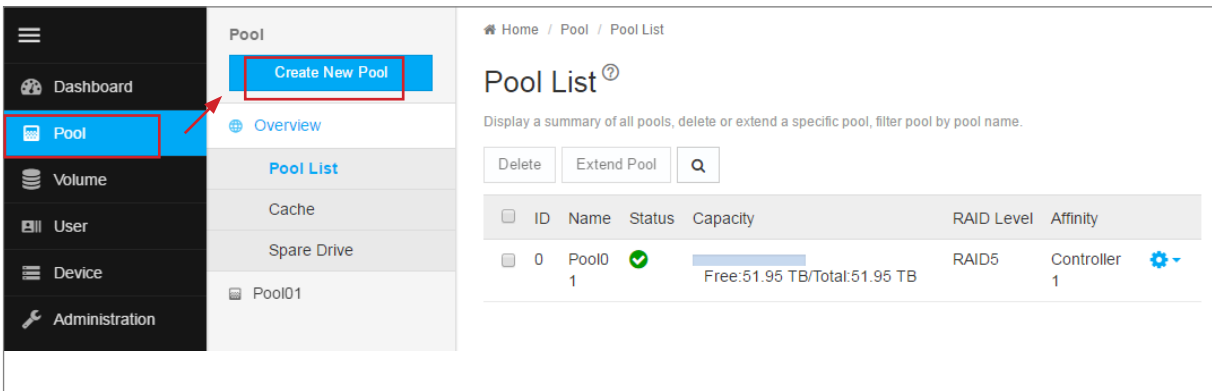 Dashboard
Pool
Volume
User
Device
Administration
Pool
Create New Pool
Overview
Pool List
Cache
Spare Drive
Pool01
Home / Pool / Pool List
Pool List ?
Display a summary of all pools, delete or extend a specific pool, filter pool by pool name.
Delete Extend Pool
ID Name Status Capacity RAID Level Affinity
0 Pool0 Free:51.95 TB/Total:51.95 TB RAID5 Controller
1 1